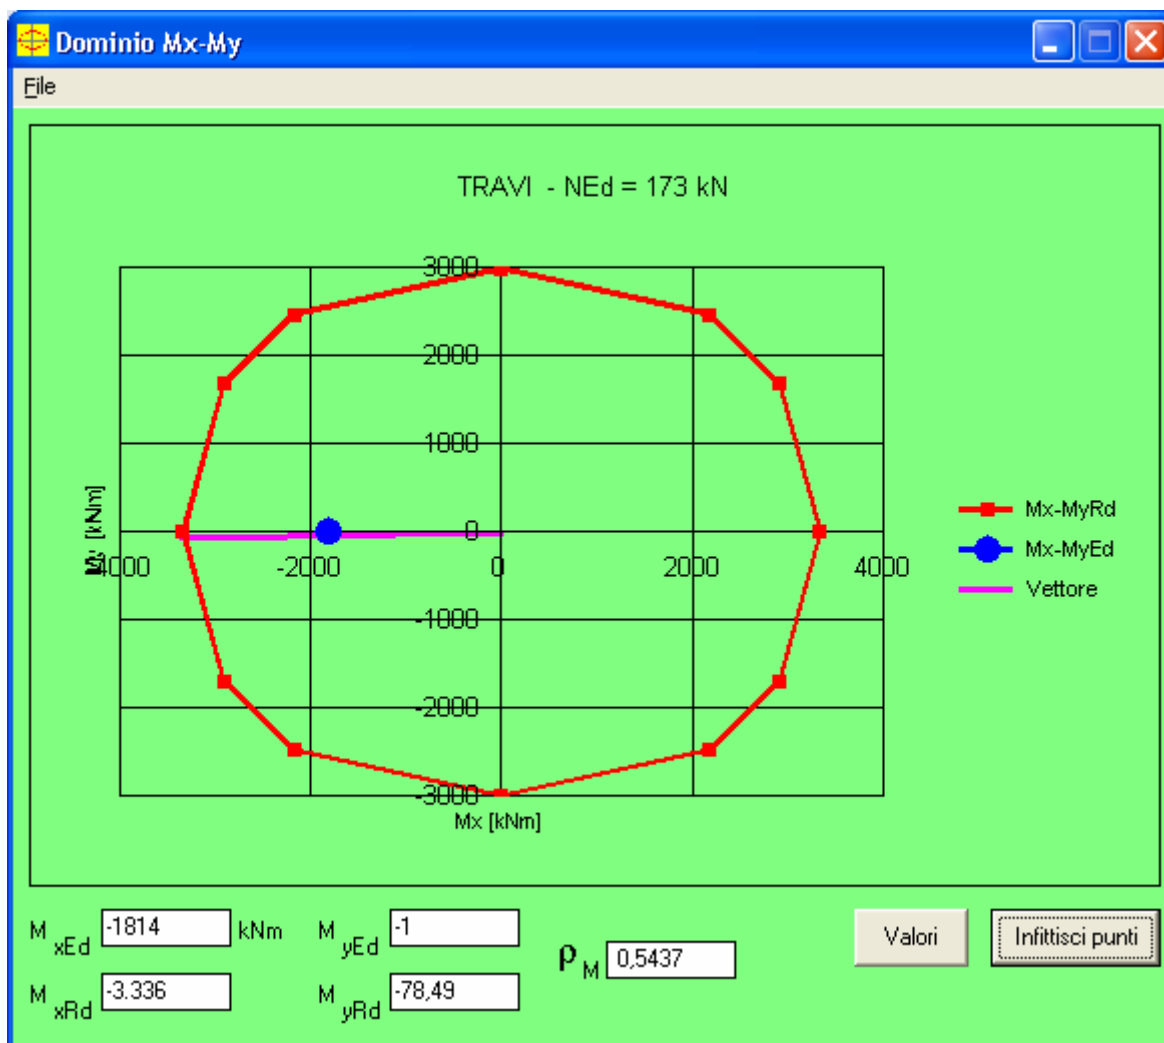 Dominio Mx-My
File
TRAVI - NEd = 173 kN
3000
2000
1000
0
-1000
-2000
-3000
My [kNm]
-4000
-2000
0
2000
4000
Mx [kNm]
Mx-MyRd
Mx-MyEd
Vettore
M xEd -1814 kNm
M yEd -1
M xRd -3.336
M yRd -78,49
ρ M 0,5437
Valori
Infittisci punti